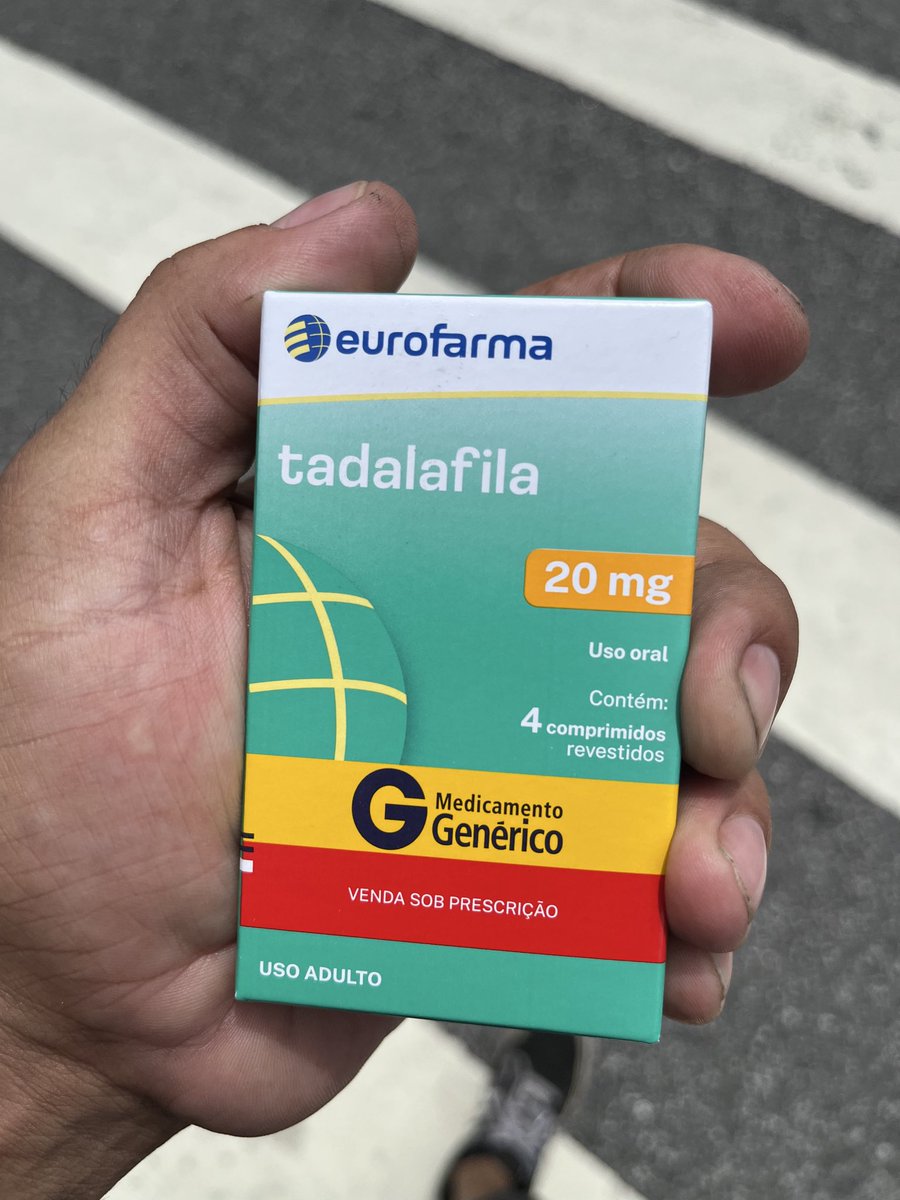 eurofarma
tadalafila
20 mg
Uso oral
Contém:
4 comprimidos
revestidos
G Medicamento
Genérico
VENDA SOB PRESCRIÇÃO
USO ADULTO